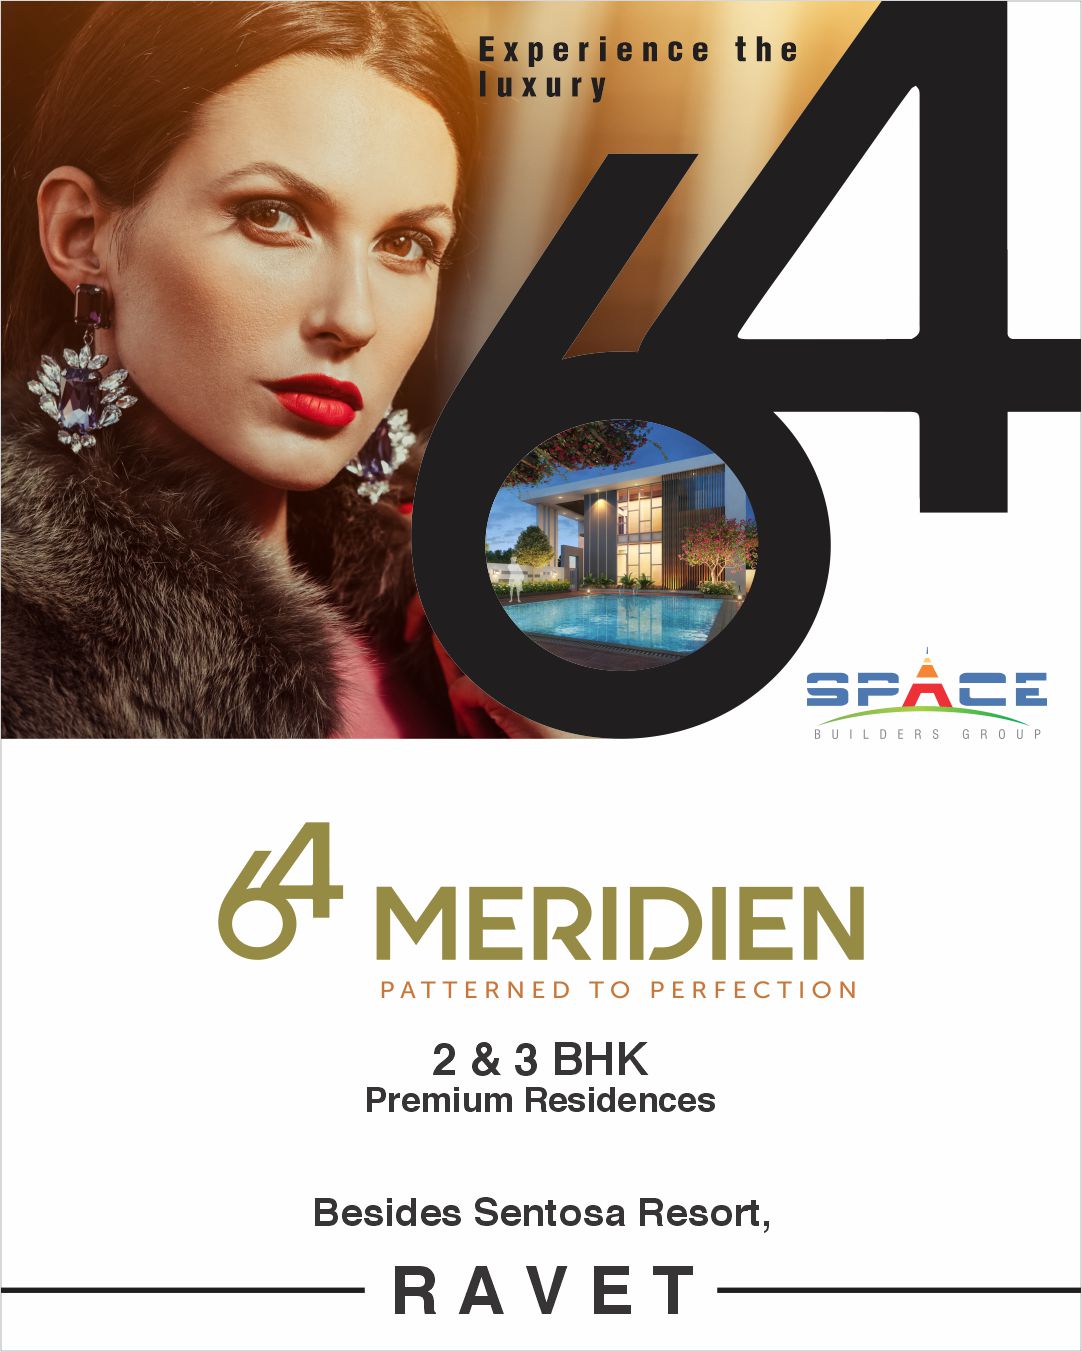 Experience the
luxury
64
SPACE
BUILDERS GROUP
64 MERIDIEN
PATTERNED TO PERFECTION
2 & 3 BHK
Premium Residences
Besides Sentosa Resort,
RAVET